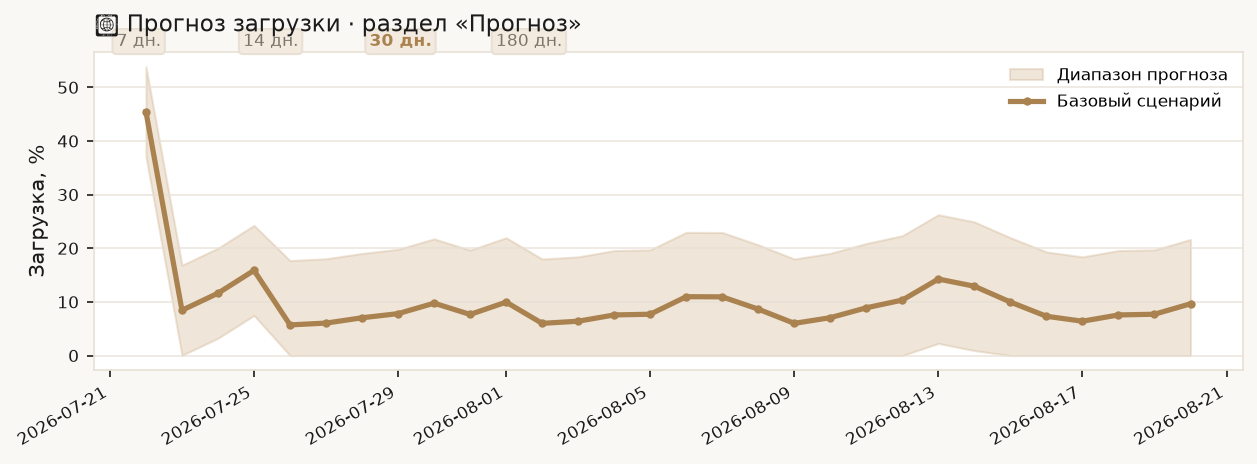 Прогноз загрузки · раздел «Прогноз»
7 дн. 14 дн. 30 дн. 180 дн.
Диапазон прогноза
Базовый сценарий
Загрузка, %
50
40
30
20
10
0
2026-07-21 2026-07-25 2026-07-29 2026-08-01 2026-08-05 2026-08-09 2026-08-13 2026-08-17 2026-08-21